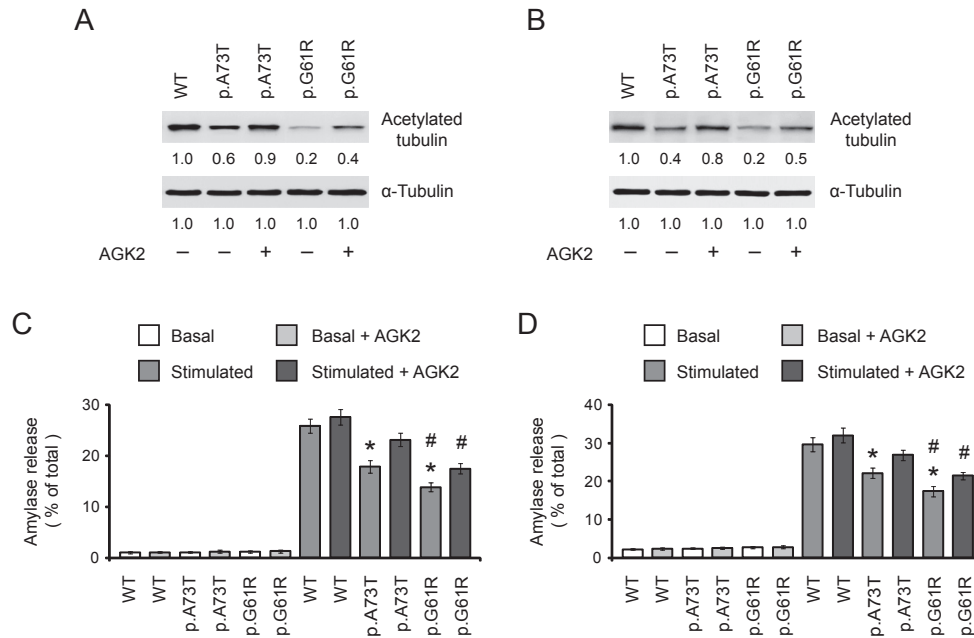 A
WT
p.A73T
p.A73T
p.G61R
p.G61R
Acetylated
tubulin
1.0 0.6 0.9 0.2 0.4
α-Tubulin
1.0 1.0 1.0 1.0 1.0
AGK2 – – + – +
B
WT
p.A73T
p.A73T
p.G61R
p.G61R
Acetylated
tubulin
1.0 0.4 0.8 0.2 0.5
α-Tubulin
1.0 1.0 1.0 1.0 1.0
AGK2 – – + – +
C
Basal
Basal + AGK2
Stimulated
Stimulated + AGK2
Amylase release
( % of total )
30
20
10
0
*
#
*
#
WT
WT
p.A73T
p.A73T
p.G61R
p.G61R
WT
WT
p.A73T
p.A73T
p.G61R
p.G61R
D
Basal
Basal + AGK2
Stimulated
Stimulated + AGK2
Amylase release
( % of total )
40
30
20
10
0
*
#
*
#
WT
WT
p.A73T
p.A73T
p.G61R
p.G61R
WT
WT
p.A73T
p.A73T
p.G61R
p.G61R